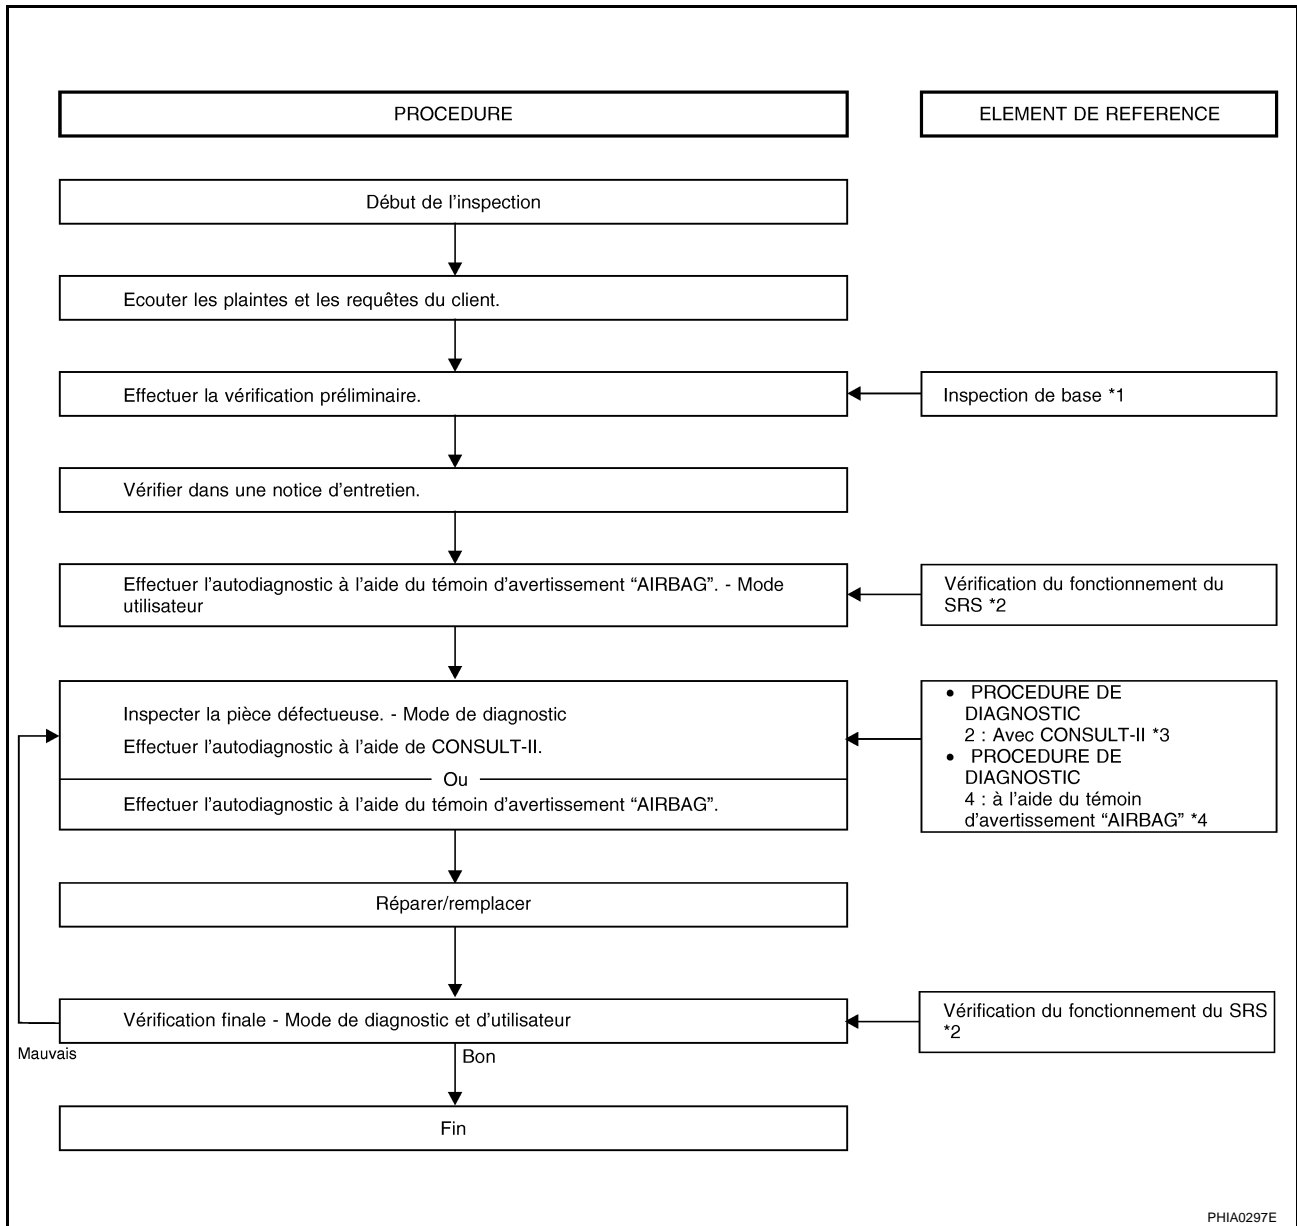 PROCEDURE
ELEMENT DE REFERENCE
Début de l'inspection
Ecouter les plaintes et les requêtes du client.
Effectuer la vérification préliminaire.
Inspection de base *1
Vérifier dans une notice d'entretien.
Effectuer l'autodiagnostic à l'aide du témoin d'avertissement “AIRBAG”. - Mode
utilisateur
Vérification du fonctionnement du
SRS *2
Inspecter la pièce défectueuse. - Mode de diagnostic
Effectuer l'autodiagnostic à l'aide de CONSULT-II.
Ou
Effectuer l'autodiagnostic à l'aide du témoin d'avertissement “AIRBAG”.
• PROCEDURE DE
DIAGNOSTIC
2 : Avec CONSULT-II *3
• PROCEDURE DE
DIAGNOSTIC
4 : à l'aide du témoin
d'avertissement “AIRBAG” *4
Réparer/remplacer
Vérification finale - Mode de diagnostic et d'utilisateur
Vérification du fonctionnement du SRS
*2
Mauvais
Bon
Fin
PHIA0297E